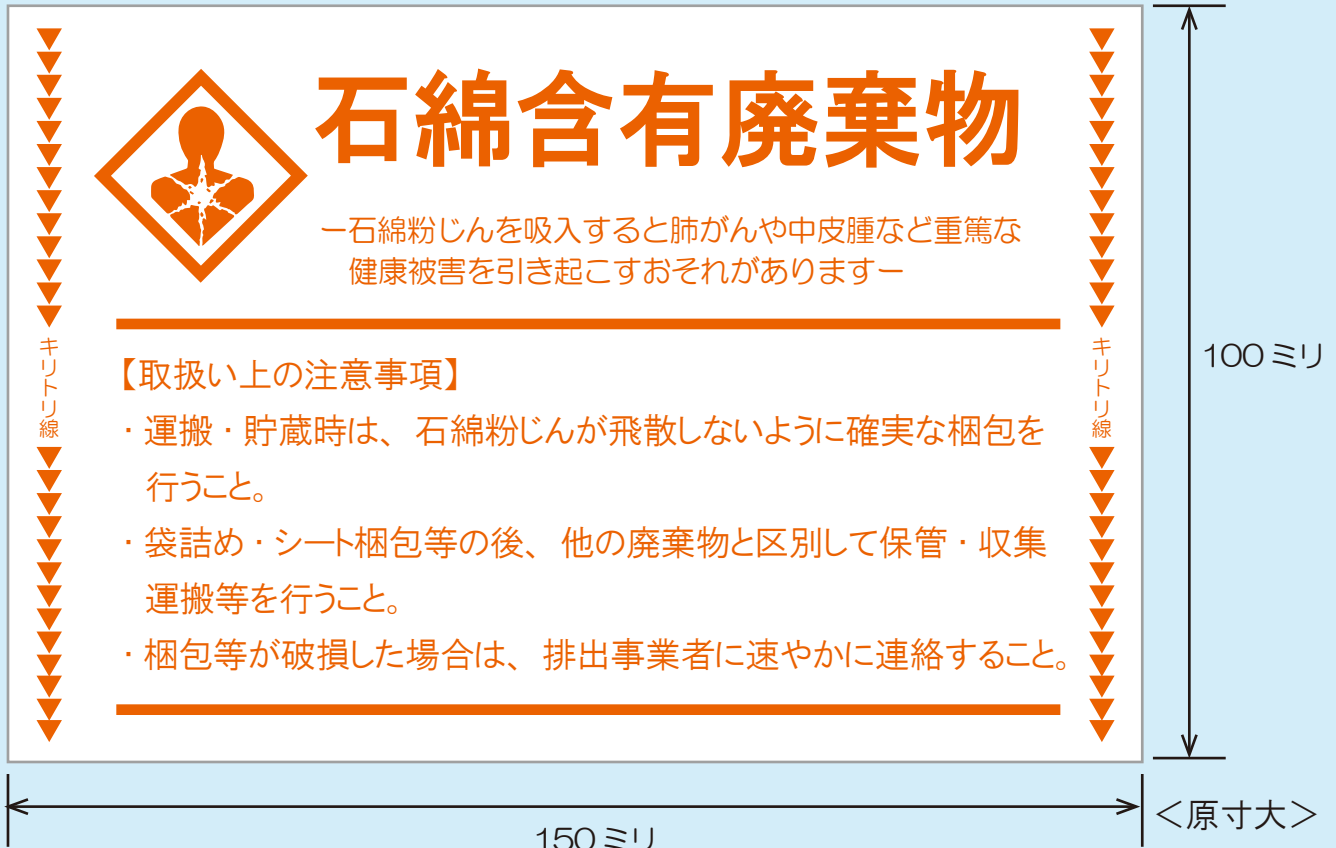 石綿含有廃棄物
ー石綿粉じんを吸入すると肺がんや中皮腫など重篤な
健康被害を引き起こすおそれがありますー
キリトリ線
キリトリ線
【取扱い上の注意事項】
・運搬・貯蔵時は、石綿粉じんが飛散しないように確実な梱包を
行うこと。
・袋詰め・シート梱包等の後、他の廃棄物と区別して保管・収集
運搬等を行うこと。
・梱包等が破損した場合は、排出事業者に速やかに連絡すること。
100ミリ
150ミリ
＜原寸大＞